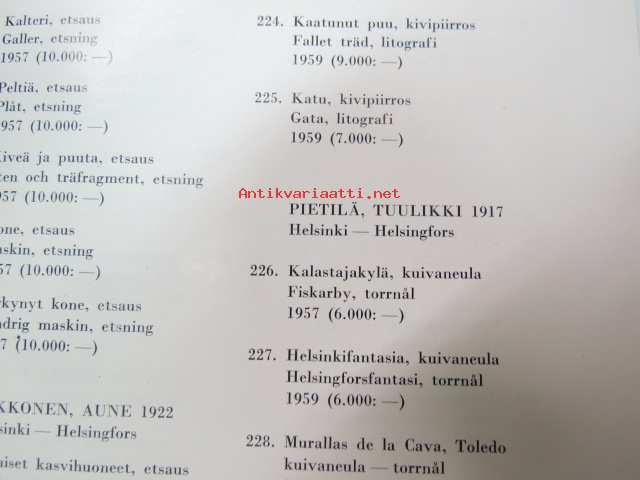 Kalteri, etsaus
Galler, etsning
1957 (10.000: —)
Peltiä, etsaus
Plåt, etsning
957 (10.000: —)
iveä ja puuta, etsaus
ten och träfragment, etsning
957 (10.000: —)
one, etsaus
askin, etsning
57 (10.000: —)
rkynyt kone, etsaus
ndrig maskin, etsning
57 (10.000: —)
KKONEN, AUNE 1922
sinki — Helsingfors
iset kasvihuoneet, etsaus
224. Kaatunut puu, kivipiirros
Fallet träd, litografi
1959 (9.000: —)
225. Katu, kivipiirros
Gata, litografi
1959 (7.000: —)
Antikvariaatti.net
PIETILÄ, TUULIKKI 1917
Helsinki — Helsingfors
226. Kalastajakylä, kuivaneula
Fiskarby, torrnål
1957 (6.000: —)
227. Helsinkifantasia, kuivaneula
Helsingforsfantasi, torrnål
1959 (6.000: —)
228. Murallas de la Cava, Toledo
kuivaneula — torrnål